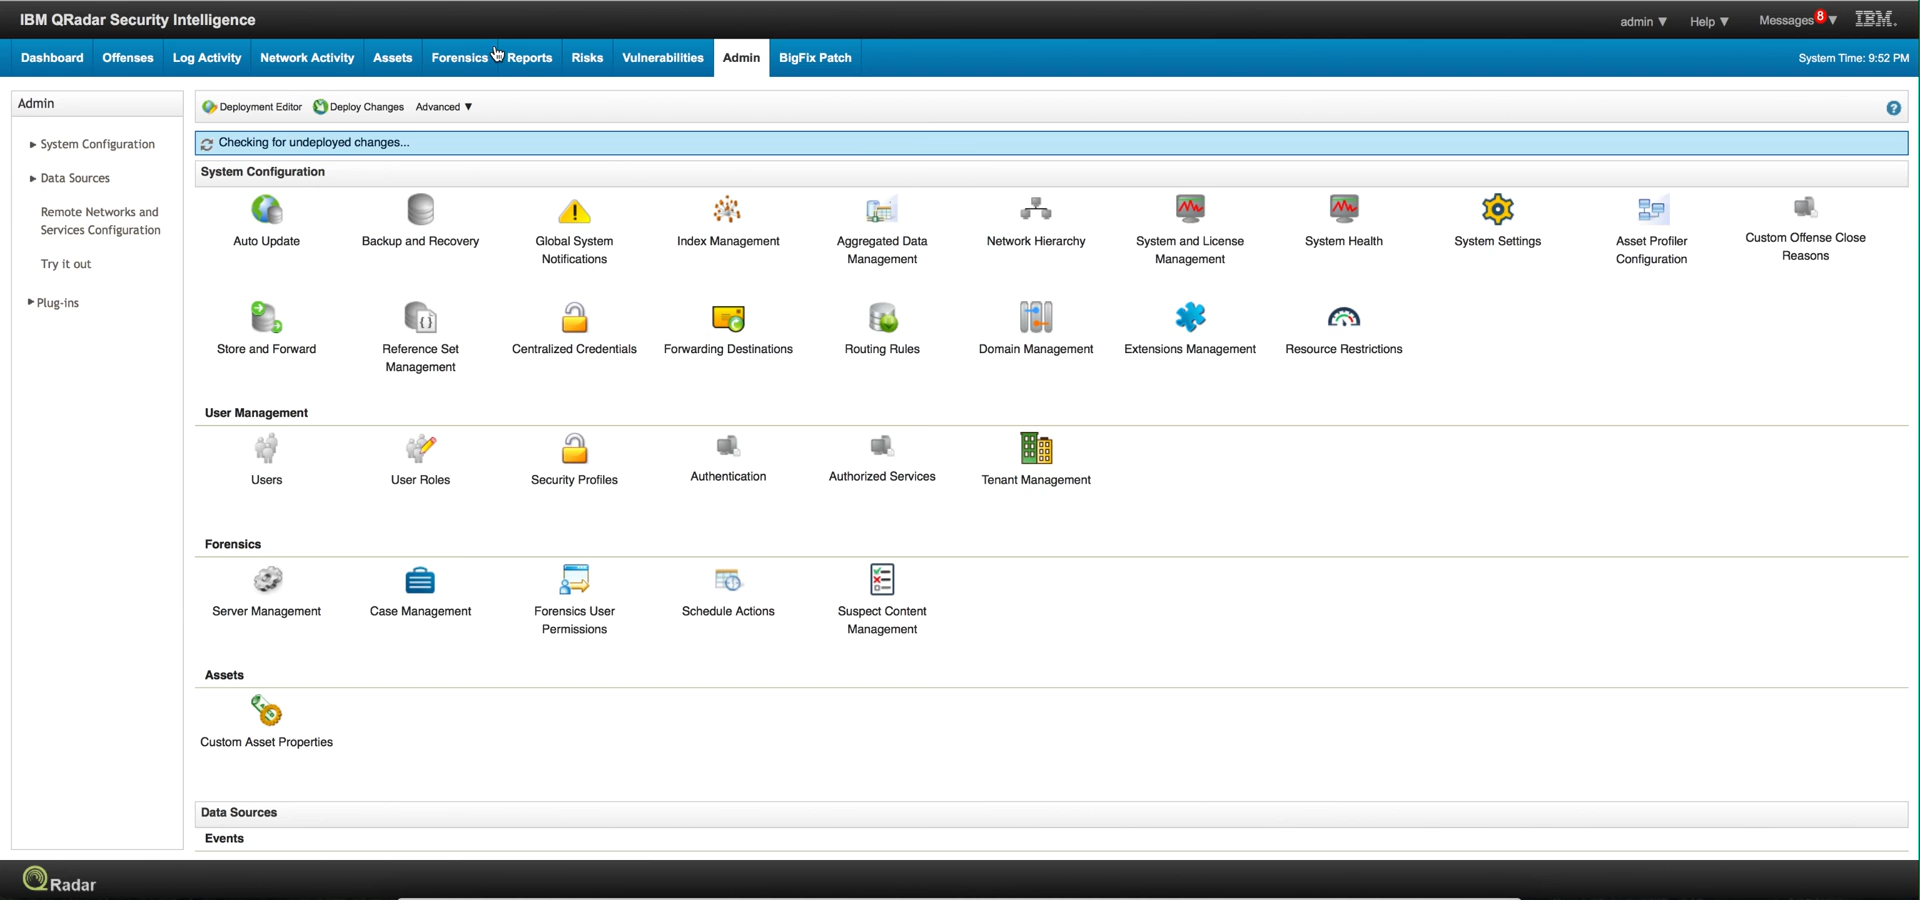 IBM QRadar Security Intelligence
admin ▼ Help ▼ Messages 8 ▼ IBM.
Dashboard Offenses Log Activity Network Activity Assets Forensics Reports Risks Vulnerabilities Admin BigFix Patch System Time: 9:52 PM
Admin
System Configuration
Data Sources
Remote Networks and
Services Configuration
Try it out
Plug-ins
Deployment Editor Deploy Changes Advanced ▼ ?
Checking for undeployed changes...
System Configuration
Auto Update
Backup and Recovery
Global System
Notifications
Index Management
Aggregated Data
Management
Network Hierarchy
System and License
Management
System Health
System Settings
Asset Profiler
Configuration
Custom Offense Close
Reasons
Store and Forward
Reference Set
Management
Centralized Credentials
Forwarding Destinations
Routing Rules
Domain Management
Extensions Management
Resource Restrictions
User Management
Users
User Roles
Security Profiles
Authentication
Authorized Services
Tenant Management
Forensics
Server Management
Case Management
Forensics User
Permissions
Schedule Actions
Suspect Content
Management
Assets
Custom Asset Properties
Data Sources
Events
QRadar